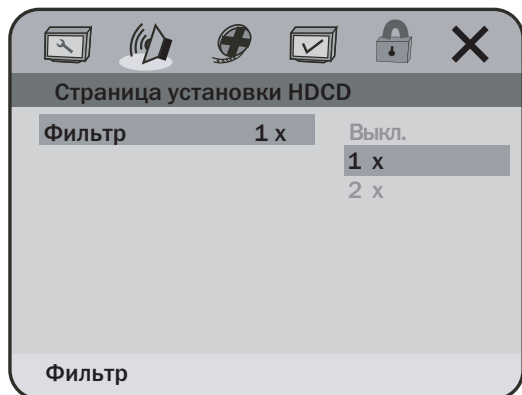 Страница установки HDCD
Фильтр 1 x Выкл.
1 x
2 x
Фильтр